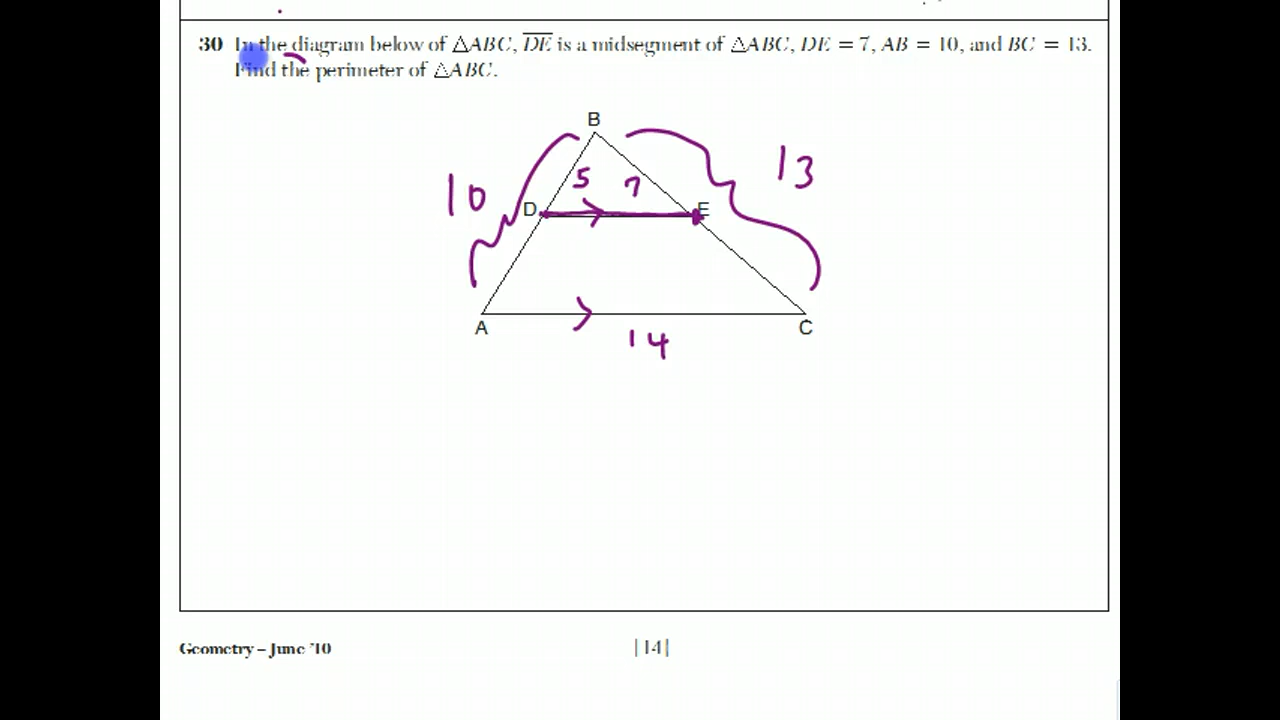 30 In the diagram below of △ABC, DE is a midsegment of △ABC, DE = 7, AB = 10, and BC = 13.
Find the perimeter of △ABC.
B
13
5 7
10
D
E
A
C
14
Geometry – June '10
|14|